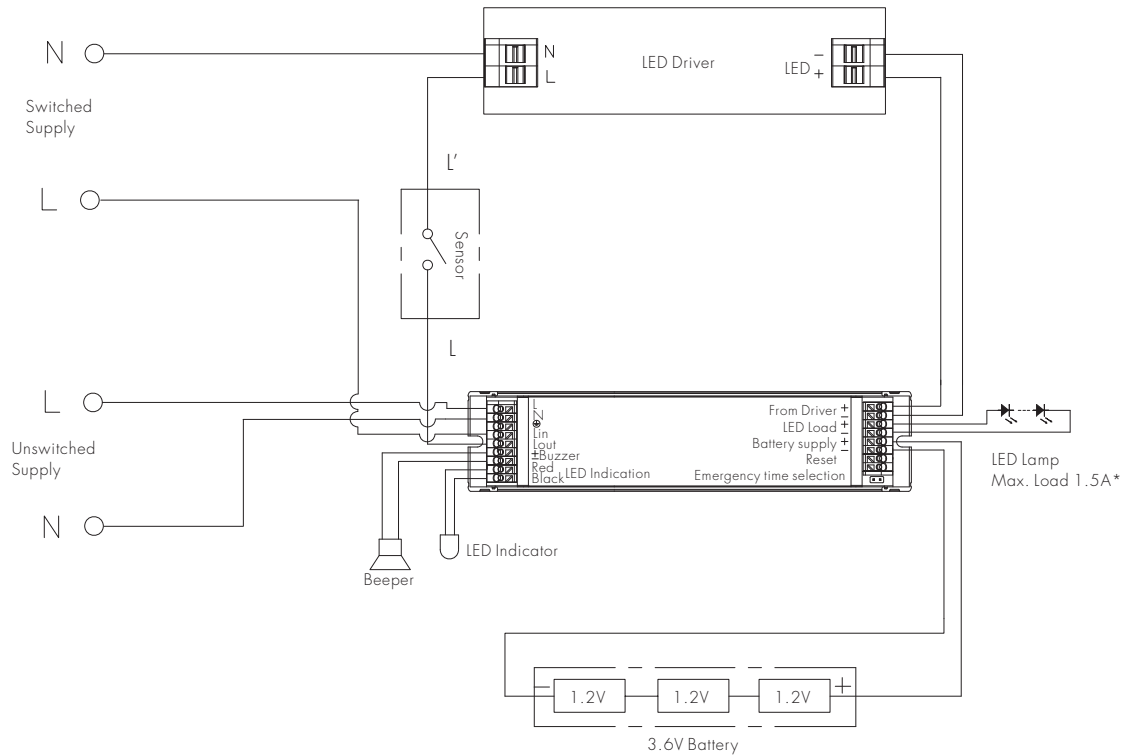 N
Switched
Supply
L
L
Unswitched
Supply
N
N
L
LED Driver
LED
−
+
L'
Sensor
L
L
N
Lin
Lout
+
−Buzzer
Red
Black
LED Indication
From Driver +
−
LED Load +
−
Battery supply +
−
Reset
Emergency time selection
LED Lamp
Max. Load 1.5A*
LED Indicator
Beeper
− 1.2V 1.2V 1.2V +
3.6V Battery